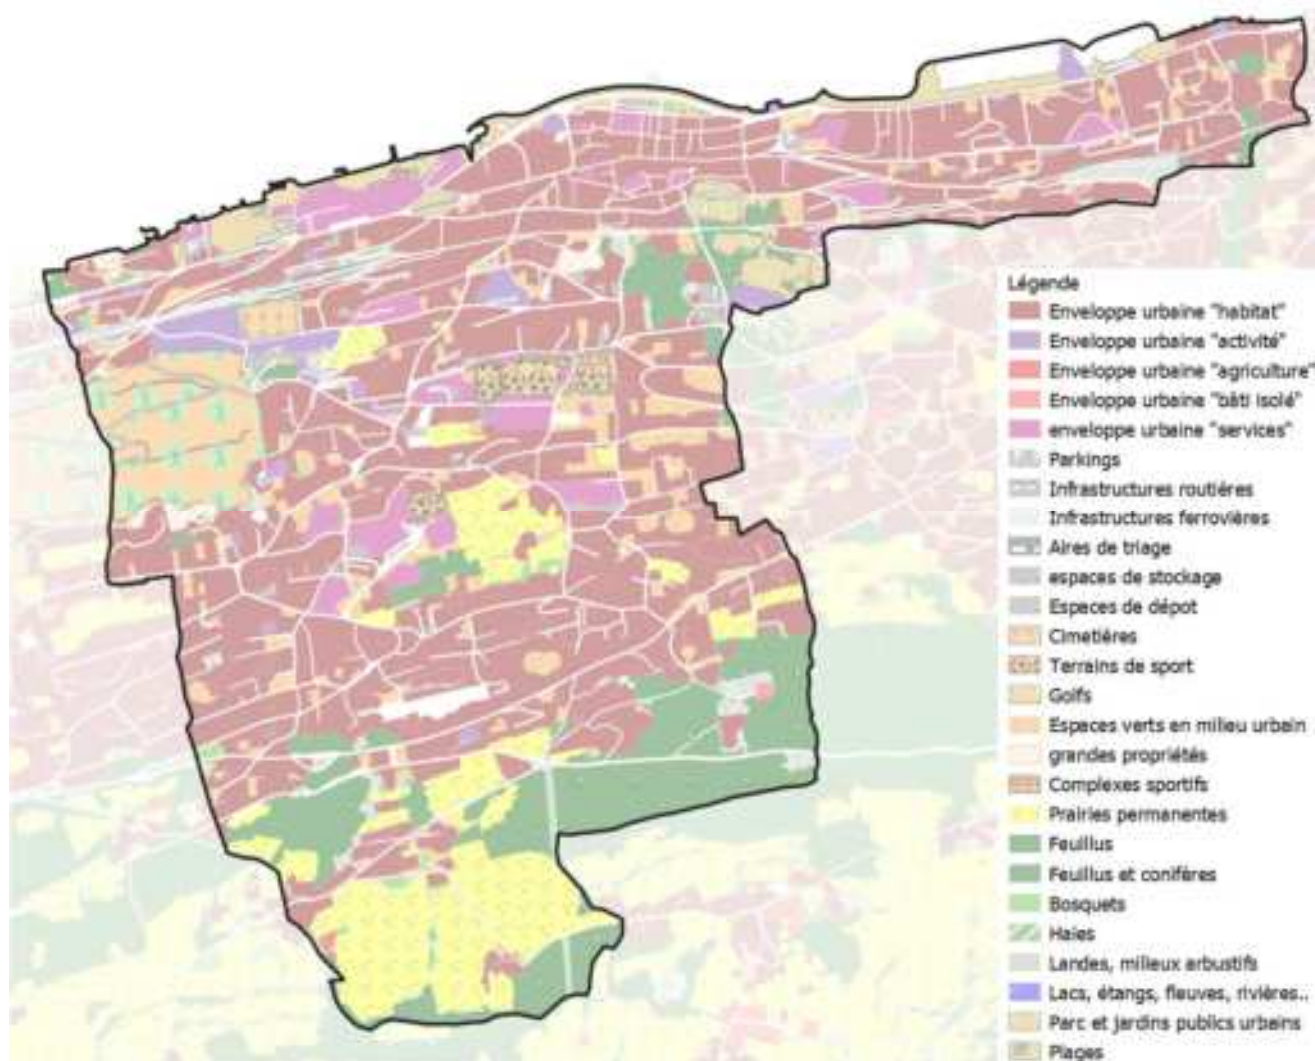 Légende
Enveloppe urbaine "habitat"
Enveloppe urbaine "activité"
Enveloppe urbaine "agriculture"
Enveloppe urbaine "bâti isolé"
enveloppe urbaine "services"
Parkings
Infrastructures routières
Infrastructures ferrovières
Aires de triage
espaces de stockage
Espaces de dépot
Cimetières
Terrains de sport
Golfs
Espaces verts en milieu urbain
grandes propriétés
Complexes sportifs
Prairies permanentes
Feuillus
Feuillus et conifères
Bosquets
Haies
Landes, milieux arbustifs
Lacs, étangs, fleuves, rivières..
Parc et jardins publics urbains
Plages